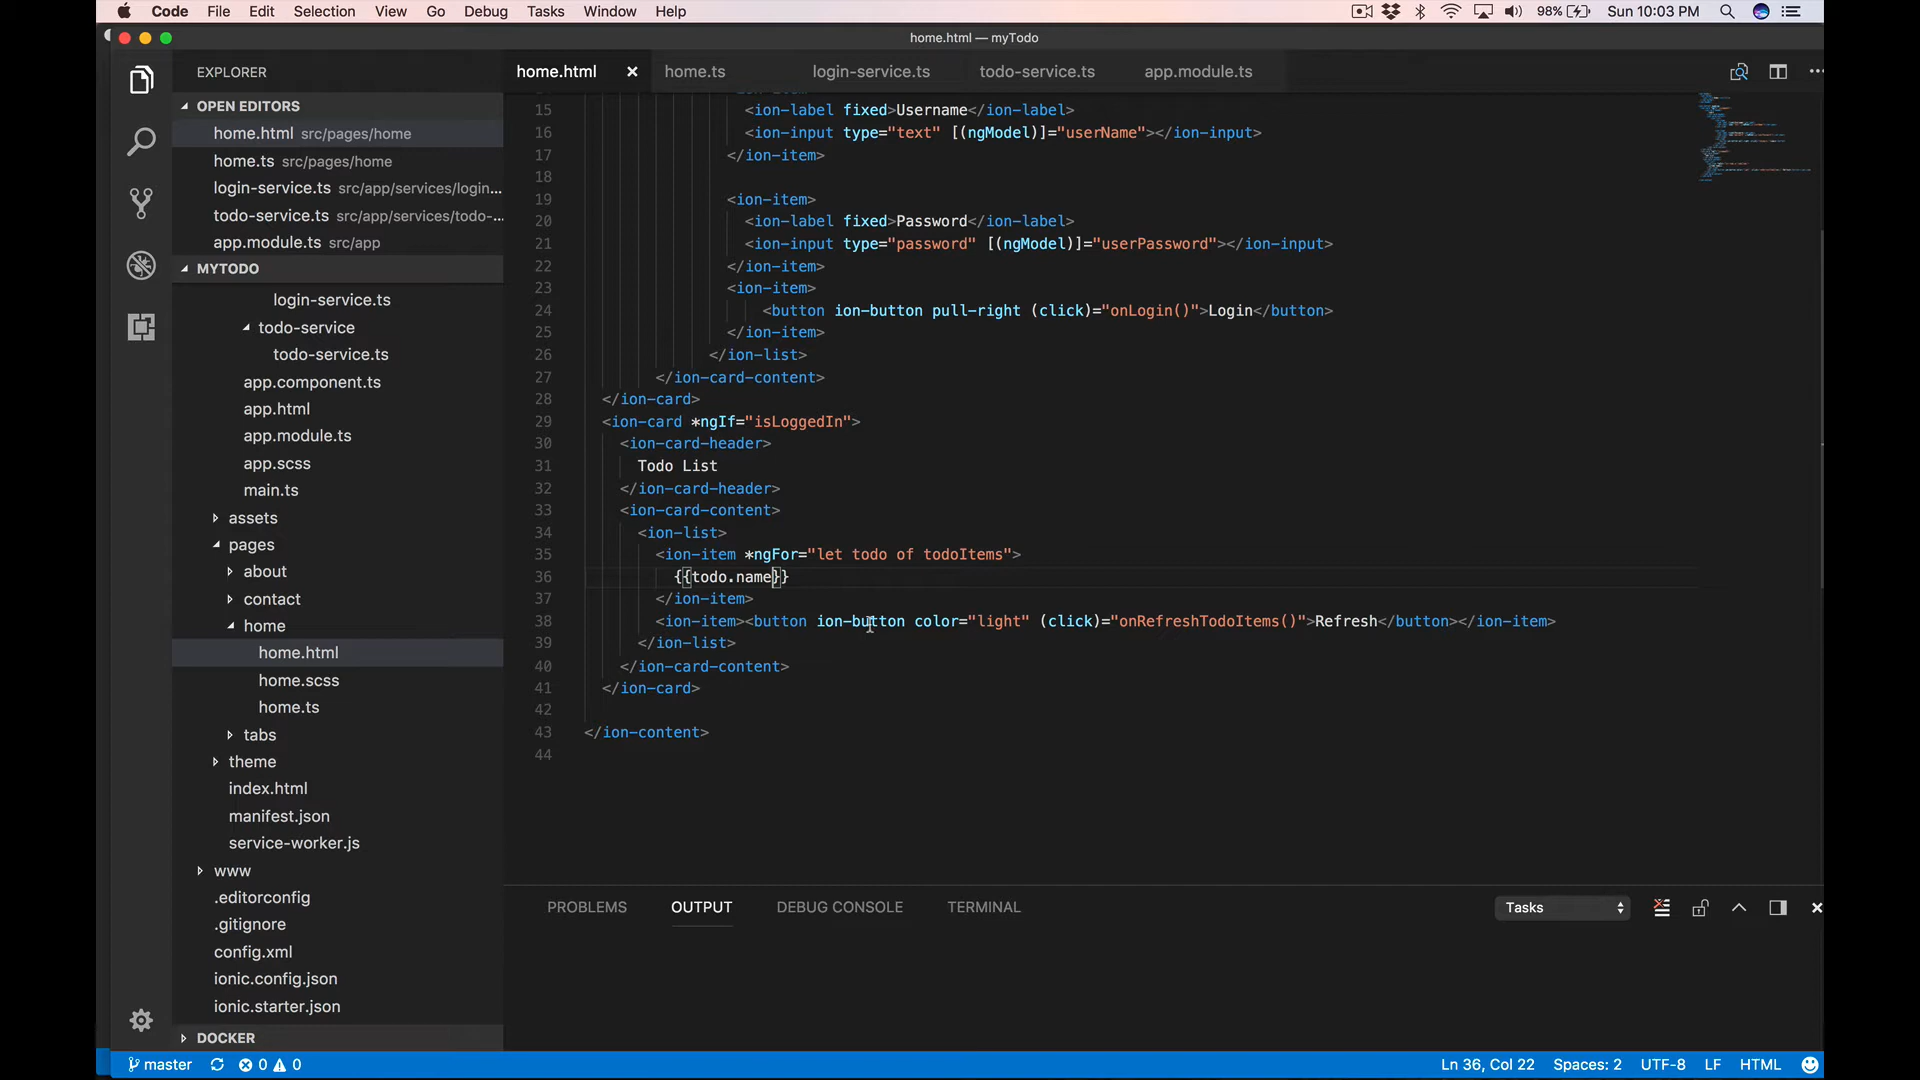 Code File Edit Selection View Go Debug Tasks Window Help 98% Sun 10:03 PM
home.html — myTodo
EXPLORER
OPEN EDITORS
home.html src/pages/home
home.ts src/pages/home
login-service.ts src/app/services/login...
todo-service.ts src/app/services/todo-...
app.module.ts src/app
MYTODO
login-service.ts
todo-service
todo-service.ts
app.component.ts
app.html
app.module.ts
app.scss
main.ts
assets
pages
about
contact
home
home.html
home.scss
home.ts
tabs
theme
index.html
manifest.json
service-worker.js
www
.editorconfig
.gitignore
config.xml
ionic.config.json
ionic.starter.json
DOCKER
home.html home.ts login-service.ts todo-service.ts app.module.ts
15 <ion-label fixed>Username</ion-label>
16 <ion-input type="text" [(ngModel)]="userName"></ion-input>
17 </ion-item>
18
19 <ion-item>
20 <ion-label fixed>Password</ion-label>
21 <ion-input type="password" [(ngModel)]="userPassword"></ion-input>
22 </ion-item>
23 <ion-item>
24 <button ion-button pull-right (click)="onLogin()">Login</button>
25 </ion-item>
26 </ion-list>
27 </ion-card-content>
28 </ion-card>
29 <ion-card *ngIf="isLoggedIn">
30 <ion-card-header>
31 Todo List
32 </ion-card-header>
33 <ion-card-content>
34 <ion-list>
35 <ion-item *ngFor="let todo of todoItems">
36 {{todo.name}}
37 </ion-item>
38 <ion-item><button ion-button color="light" (click)="onRefreshTodoItems()">Refresh</button></ion-item>
39 </ion-list>
40 </ion-card-content>
41 </ion-card>
42
43 </ion-content>
44
PROBLEMS OUTPUT DEBUG CONSOLE TERMINAL Tasks
master 0 0 Ln 36, Col 22 Spaces: 2 UTF-8 LF HTML